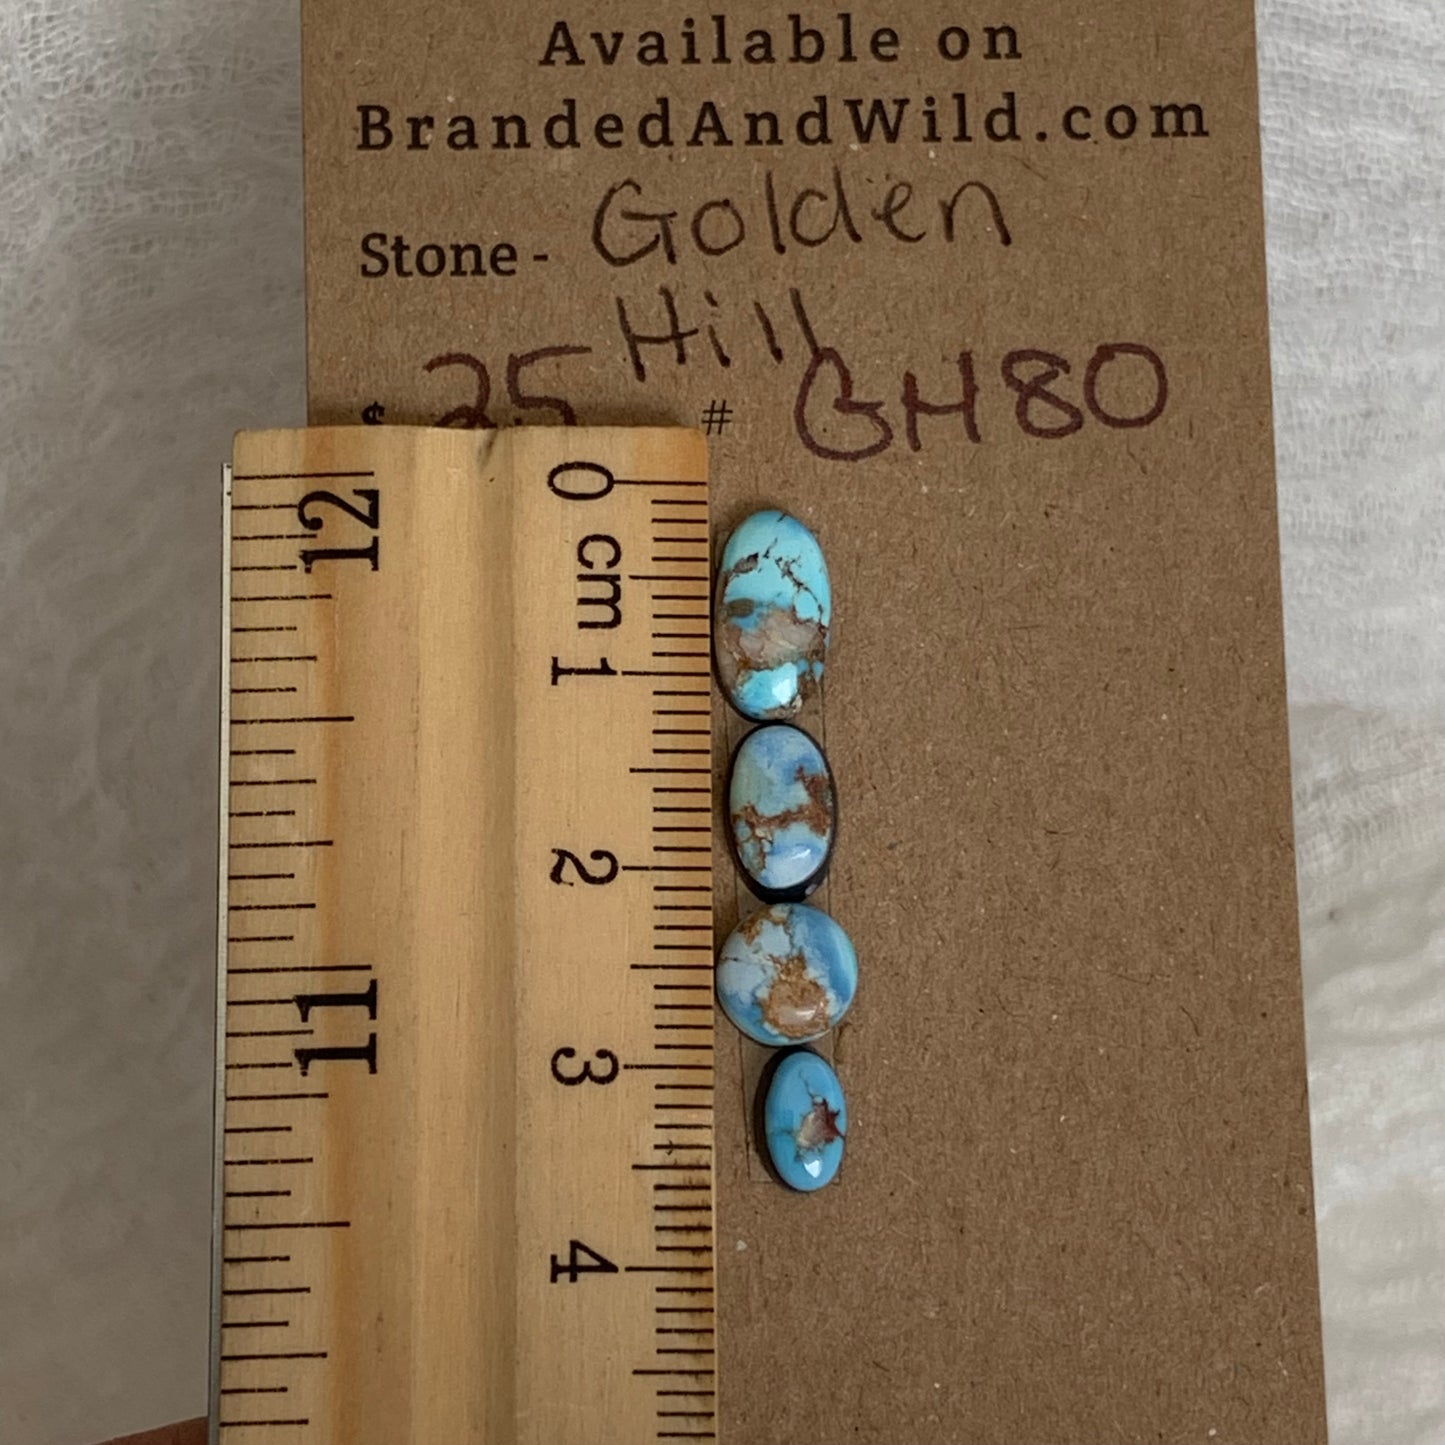 Available on
BrandedAndWild.com
Stone - Golden
Hill
$ 25 # GH80
12
11
0 cm
1
2
3
4